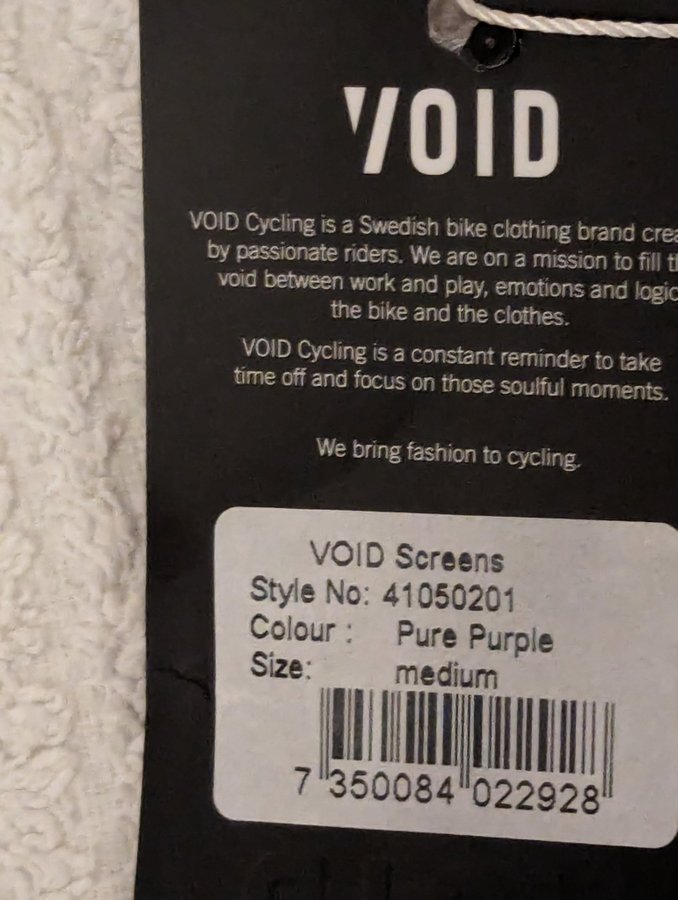 VOID
VOID Cycling is a Swedish bike clothing brand
by passionate riders. We are on a mission to fill
void between work and play, emotions and logic
the bike and the clothes.
VOID Cycling is a constant reminder to take
time off and focus on those soulful moments.
We bring fashion to cycling.
VOID Screens
Style No: 41050201
Colour : Pure Purple
Size: medium
7 350084 022928